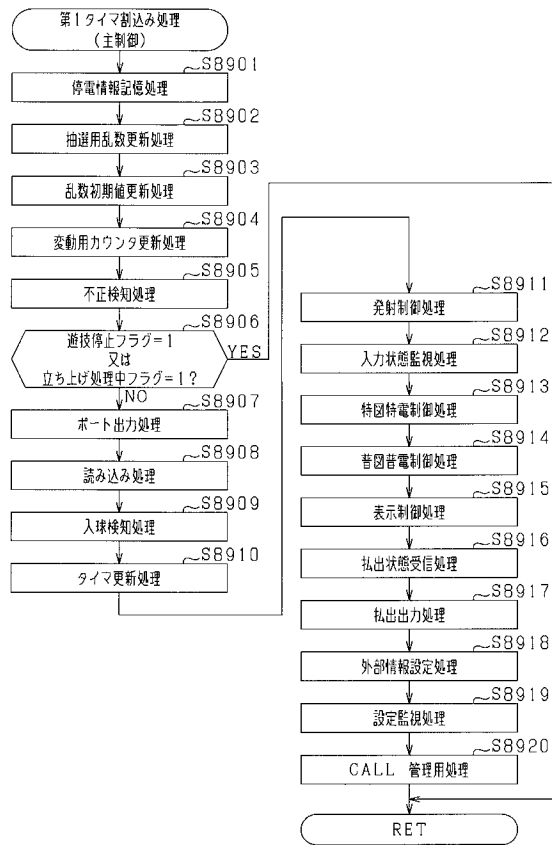 第1タイマ割込み処理
(主制御)
S8901
停電情報記憶処理
S8902
抽選用乱数更新処理
S8903
乱数初期値更新処理
S8904
変動用カウンタ更新処理
S8905
不正検知処理
S8906
遊技停止フラグ=1
又は
立ち上げ処理中フラグ=1?
YES
NO
S8907
ポート出力処理
S8908
読み込み処理
S8909
入球検知処理
S8910
タイマ更新処理
S8911
発射制御処理
S8912
入力状態監視処理
S8913
特図特電制御処理
S8914
普図普電制御処理
S8915
表示制御処理
S8916
払出状態受信処理
S8917
払出出力処理
S8918
外部情報設定処理
S8919
設定監視処理
S8920
CALL 管理用処理
RET